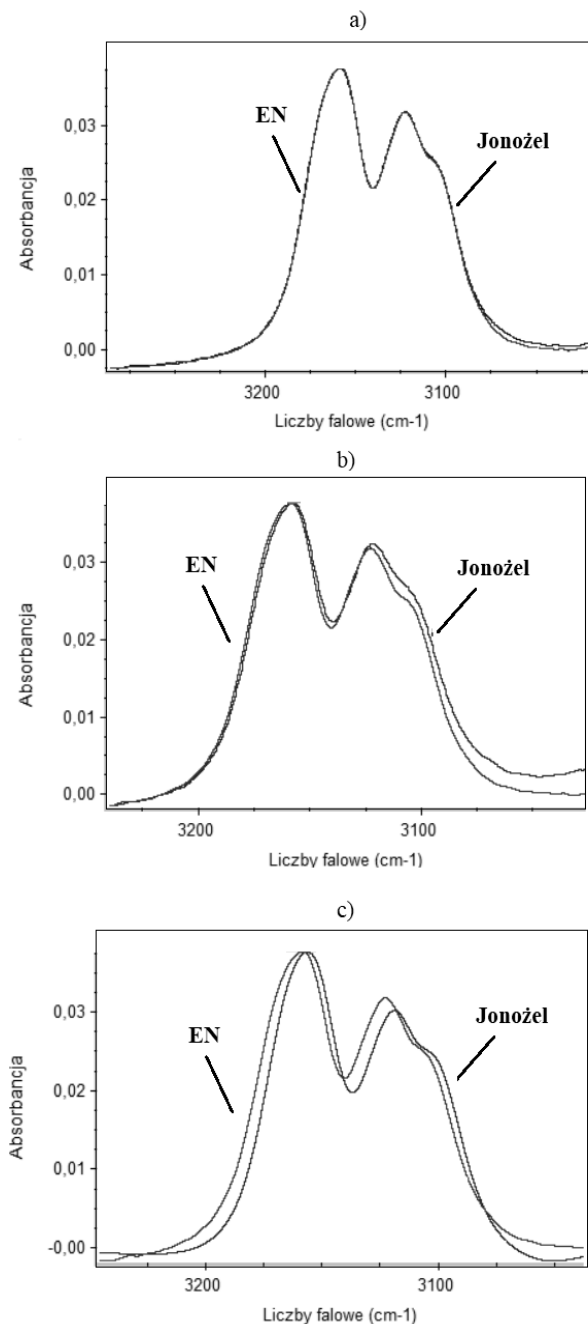 a)
EN
Jonożel
0,03
0,02
0,01
0,00
Absorbancja
3200 3100
Liczby falowe (cm-1)
b)
EN
Jonożel
0,03
0,02
0,01
0,00
Absorbancja
3200 3100
Liczby falowe (cm-1)
c)
EN
Jonożel
0,03
0,02
0,01
-0,00
Absorbancja
3200 3100
Liczby falowe (cm-1)